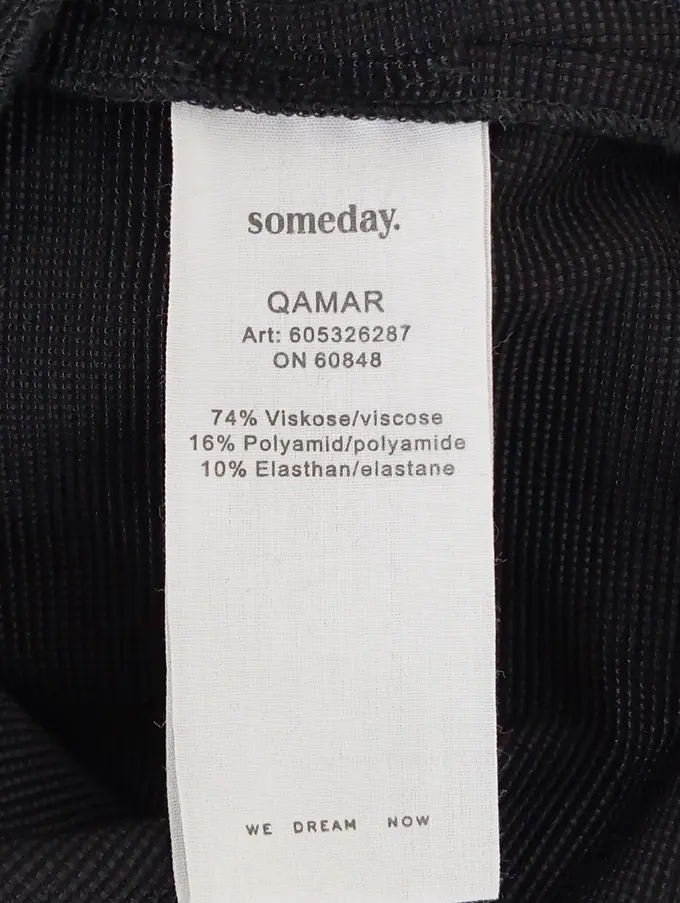 someday.
QAMAR
Art: 605326287
ON 60848
74% Viskose/viscose
16% Polyamid/polyamide
10% Elasthan/elastane
WE DREAM NOW